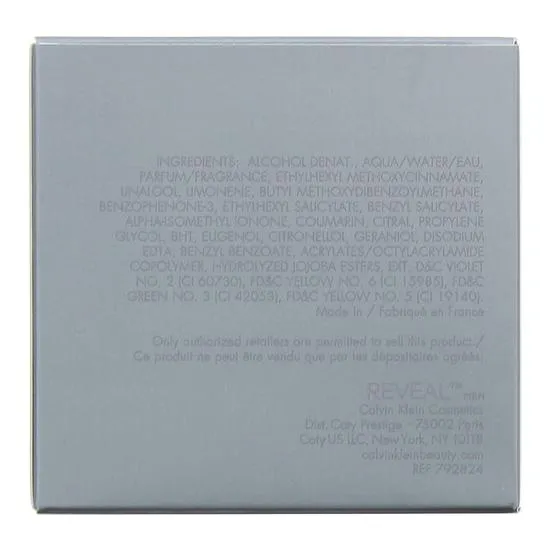 INGREDIENTS: ALCOHOL DENAT., AQUA/WATER/EAU,
PARFUM/FRAGRANCE, ETHYLHEXYL METHOXYCINNAMATE,
LINALOOL, LIMONENE, BUTYL METHOXYDIBENZOYLMETHANE,
BENZOPHENONE-3, ETHYLHEXYL SALICYLATE, BENZYL SALICYLATE,
ALPHA-ISOMETHYL IONONE, COUMARIN, CITRAL, PROPYLENE
GLYCOL, BHT, EUGENOL, CITRONELLOL, GERANIOL, DISODIUM
EDTA, BENZYL BENZOATE, ACRYLATES/OCTYLACRYLAMIDE
COPOLYMER, HYDROLYZED JOJOBA ESTERS, EXT. D&C VIOLET
NO. 2 (CI 60730), FD&C YELLOW NO. 6 (CI 15985), FD&C
GREEN NO. 3 (CI 42053), FD&C YELLOW NO. 5 (CI 19140).
Made in / Fabriqué en France
Only authorized retailers are permitted to sell this product./
Ce produit ne peut être vendu que par les dépositaires agréés.
REVEAL™ MEN
Calvin Klein Cosmetics
Dist. Coty Prestige - 75002 Paris
Coty US LLC, New York, NY 10118
calvinkleinbeauty.com
REF 792824